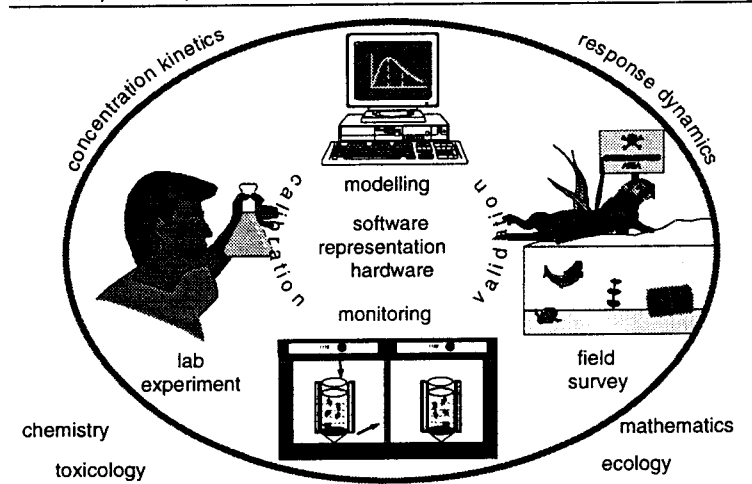 concentration kinetics
response dynamics
calibration
modelling
software
representation
hardware
validation
monitoring
lab
experiment
field
survey
chemistry
toxicology
mathematics
ecology